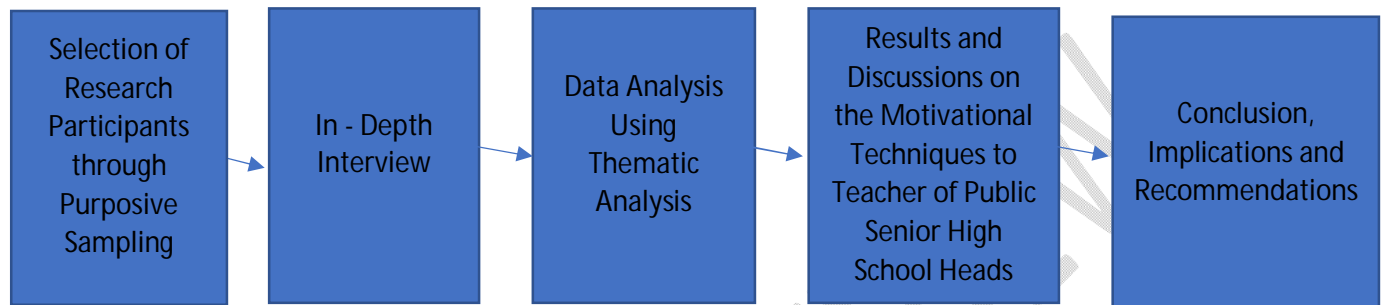 Selection of
Research
Participants
through
Purposive
Sampling
In - Depth
Interview
Data Analysis
Using
Thematic
Analysis
Results and
Discussions on
the Motivational
Techniques to
Teacher of Public
Senior High
School Heads
Conclusion,
Implications and
Recommendations